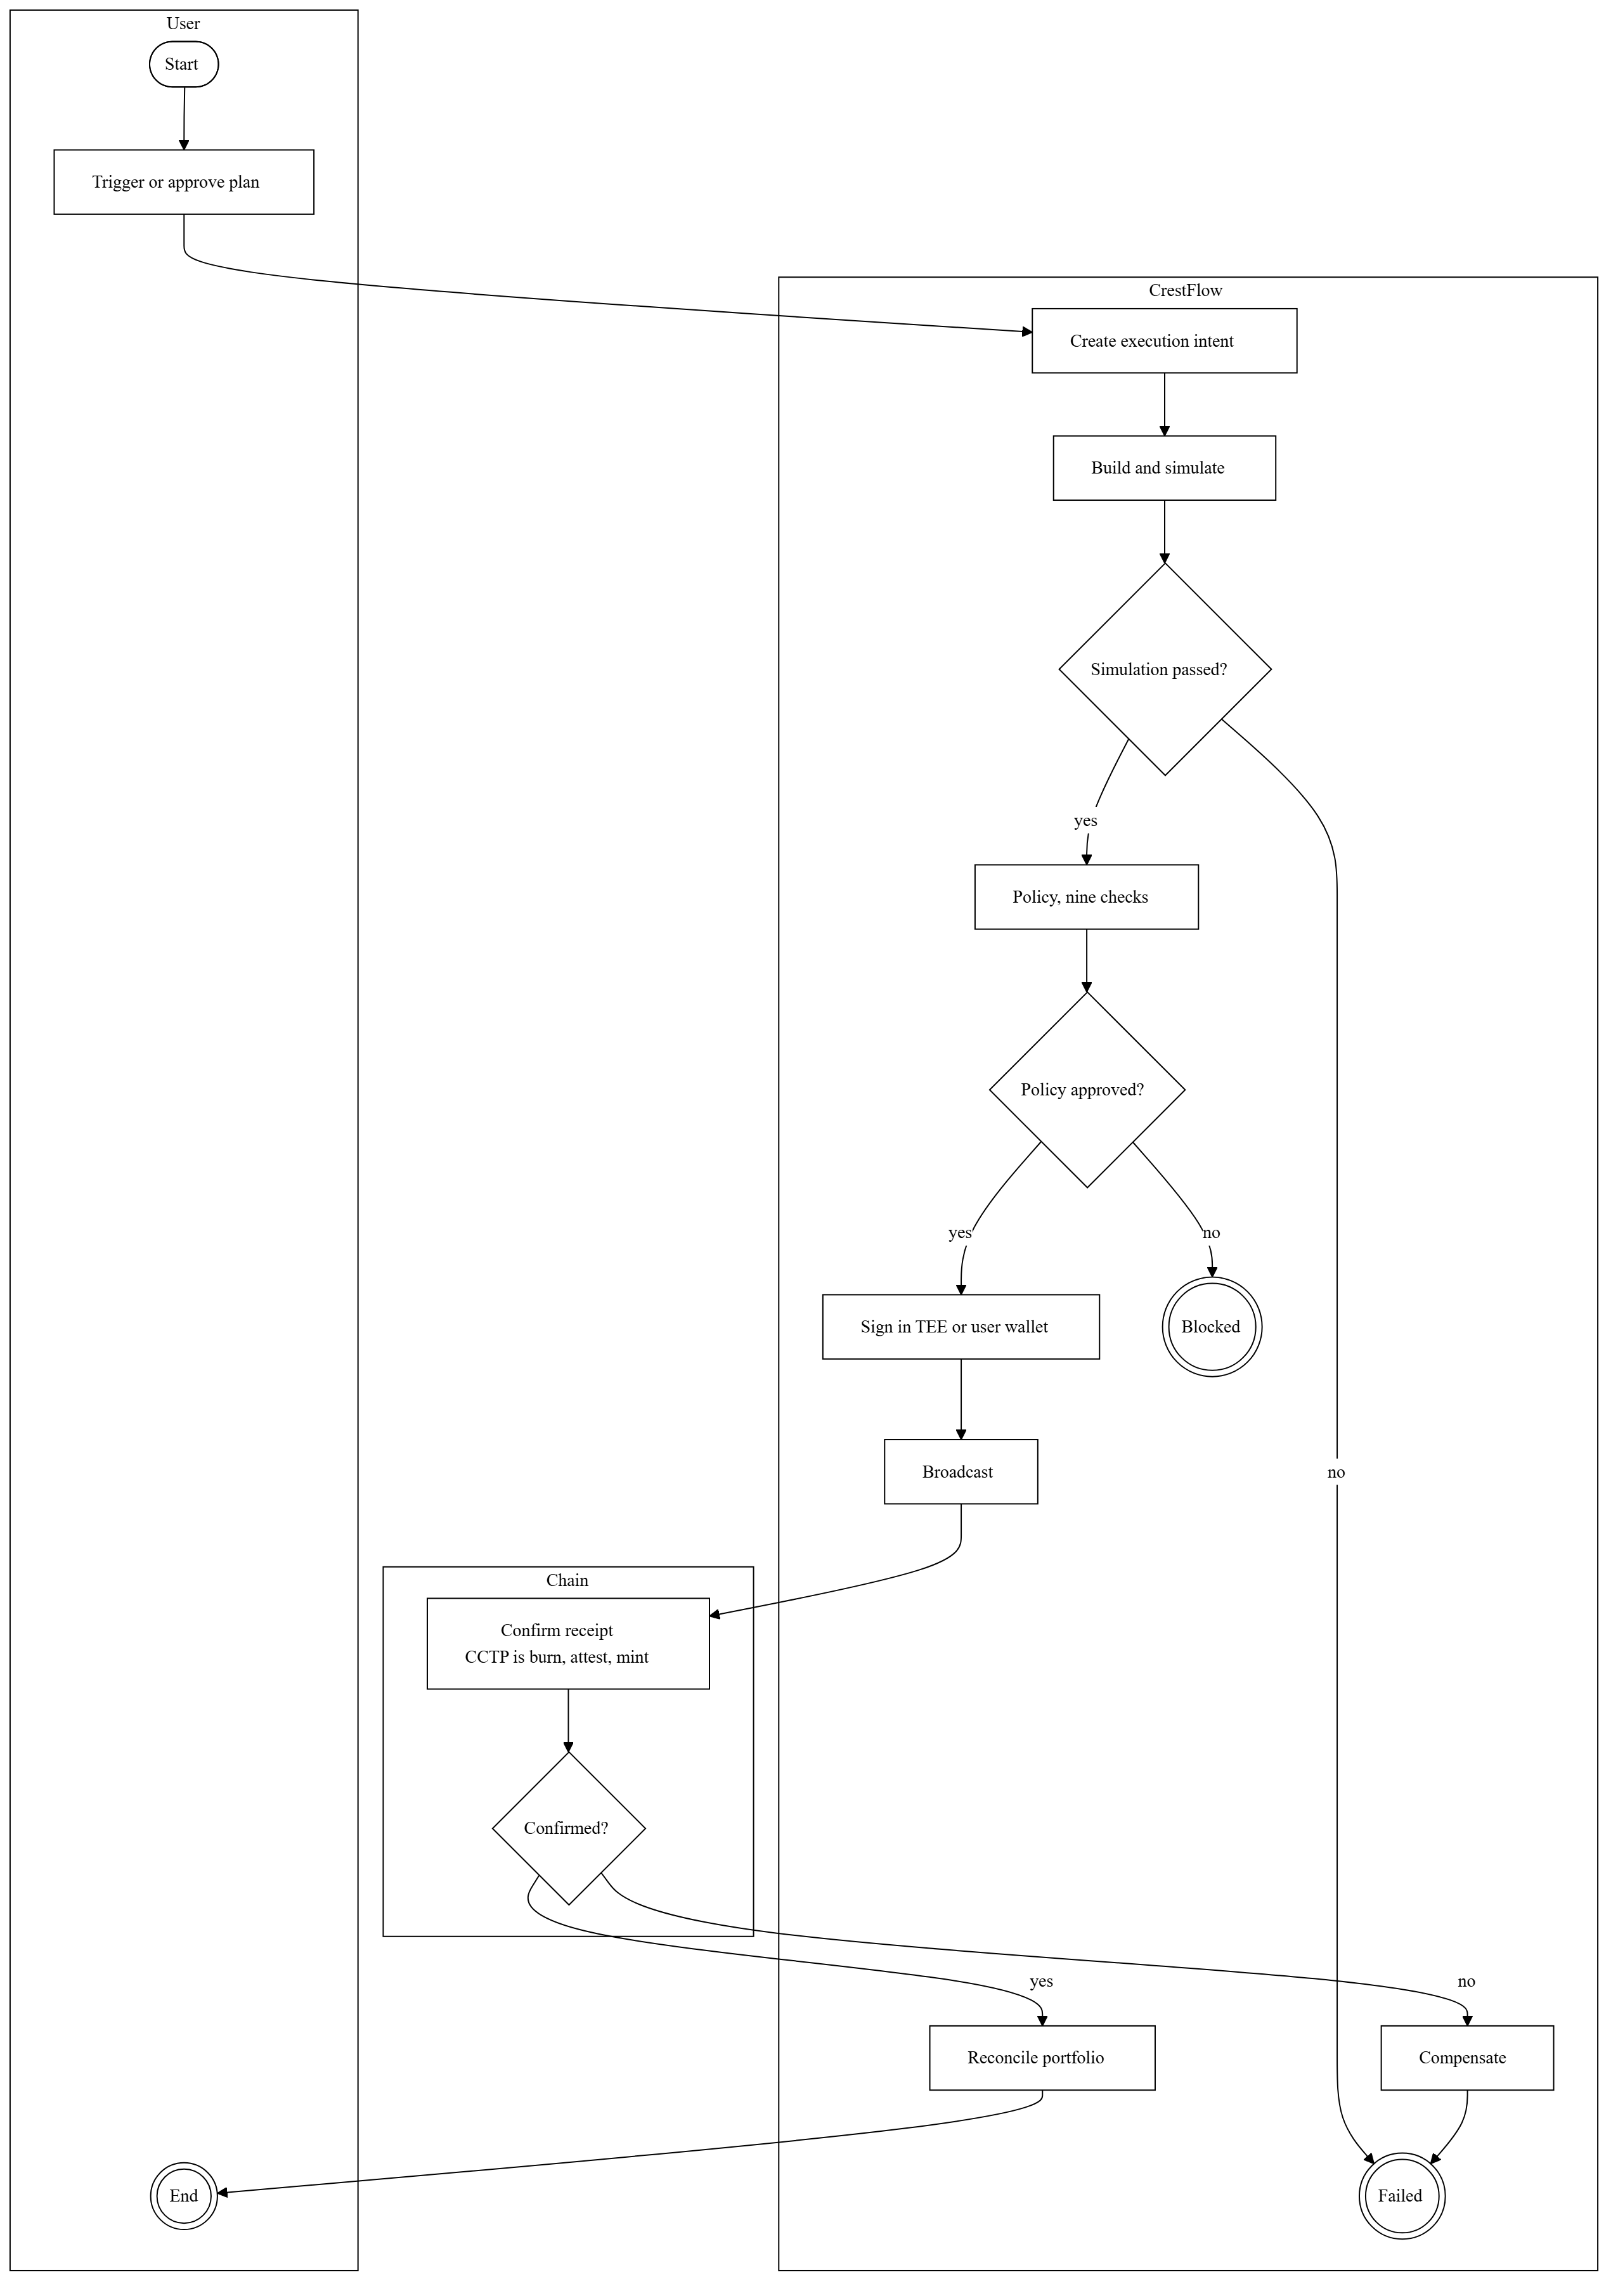 User
Start
Trigger or approve plan
CrestFlow
Create execution intent
Build and simulate
Simulation passed?
yes
Policy, nine checks
Policy approved?
yes
no
Sign in TEE or user wallet
Blocked
Broadcast
no
Chain
Confirm receipt
CCTP is burn, attest, mint
Confirmed?
yes
no
Reconcile portfolio
Compensate
End
Failed